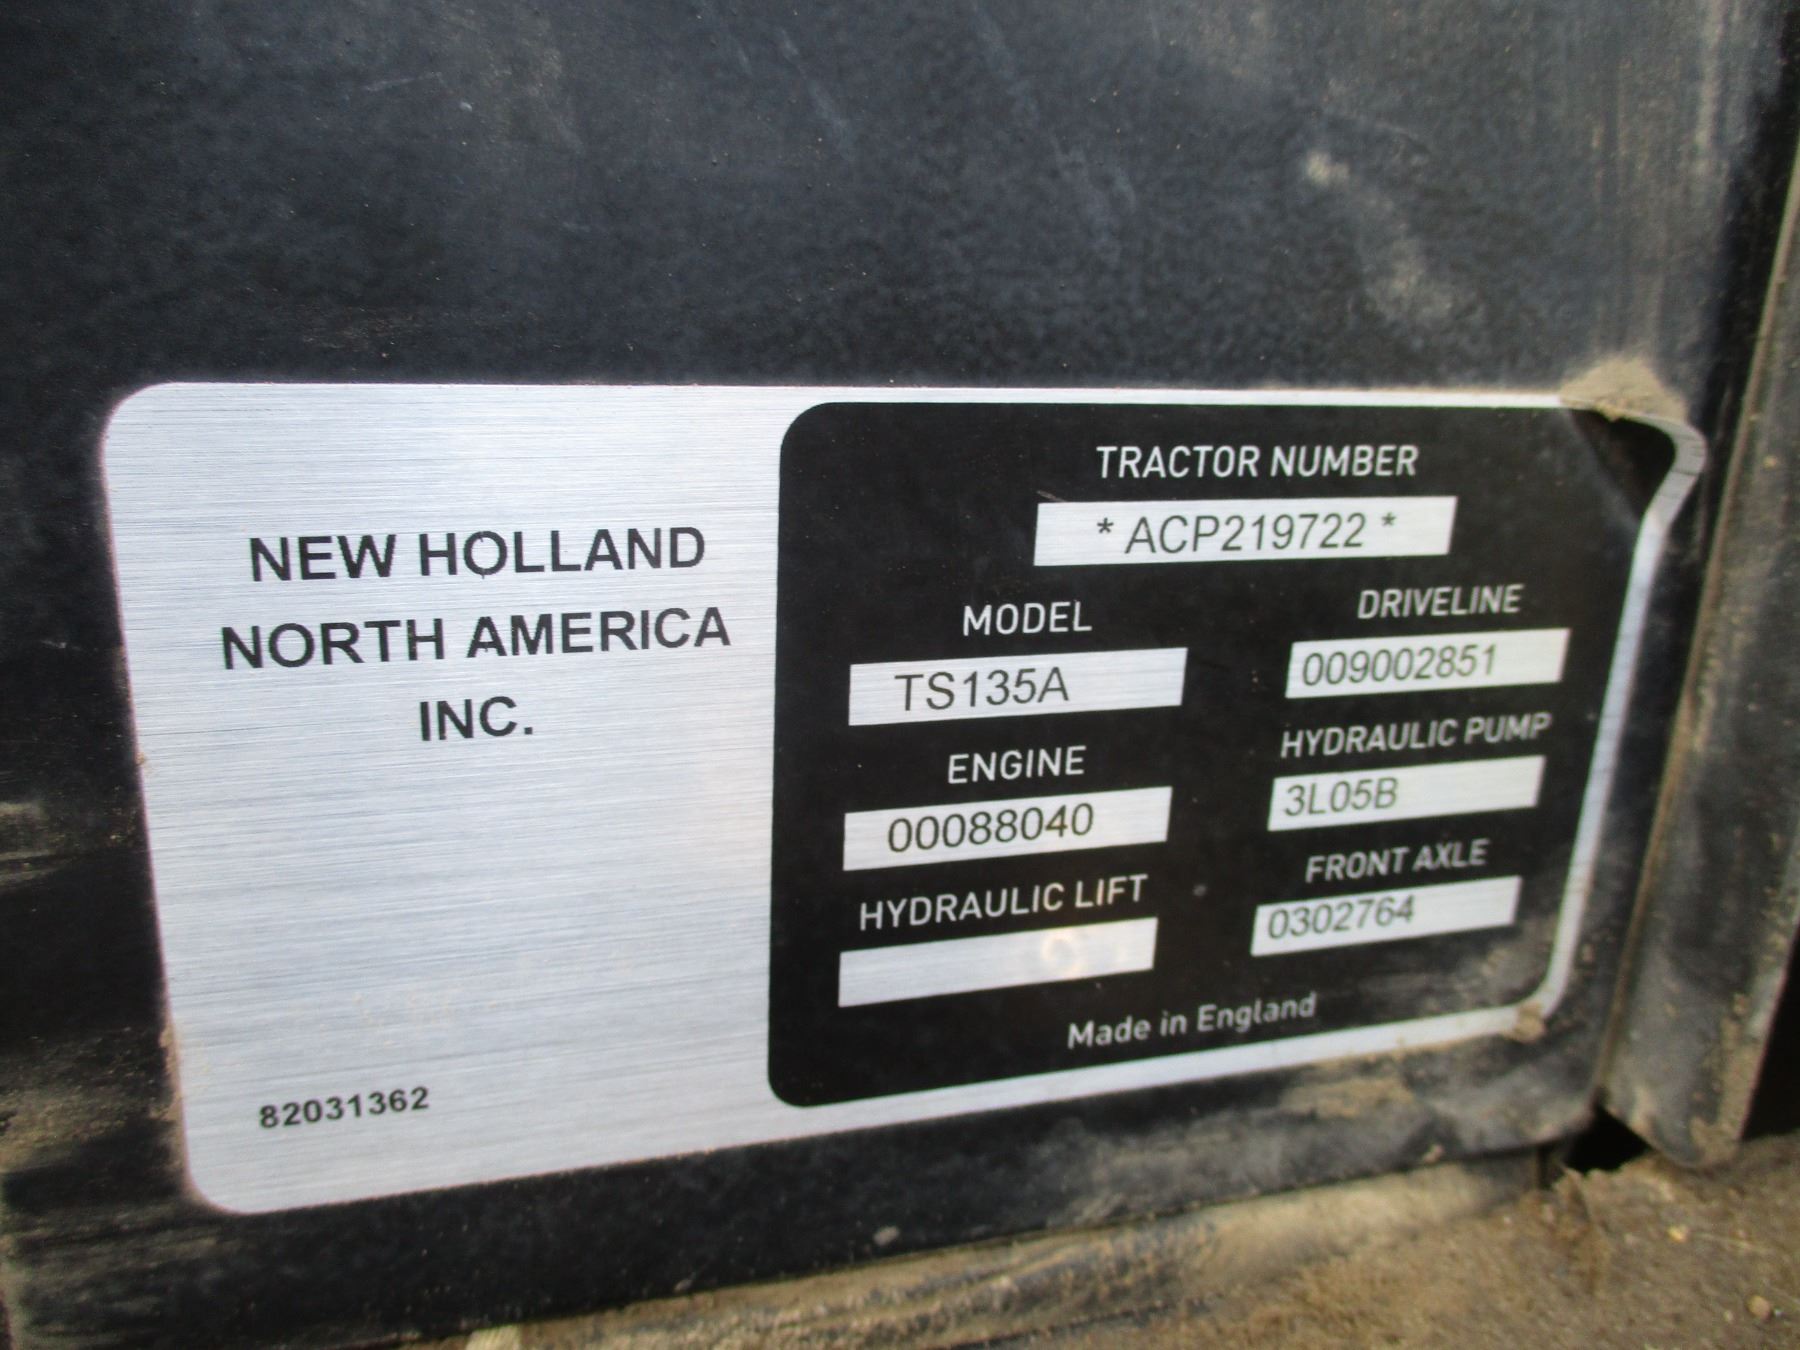 NEW HOLLAND
NORTH AMERICA
INC.
82031362
TRACTOR NUMBER
* ACP219722 *
MODEL
TS135A
DRIVELINE
009002851
ENGINE
00088040
HYDRAULIC PUMP
3L05B
HYDRAULIC LIFT
FRONT AXLE
0302764
Made in England